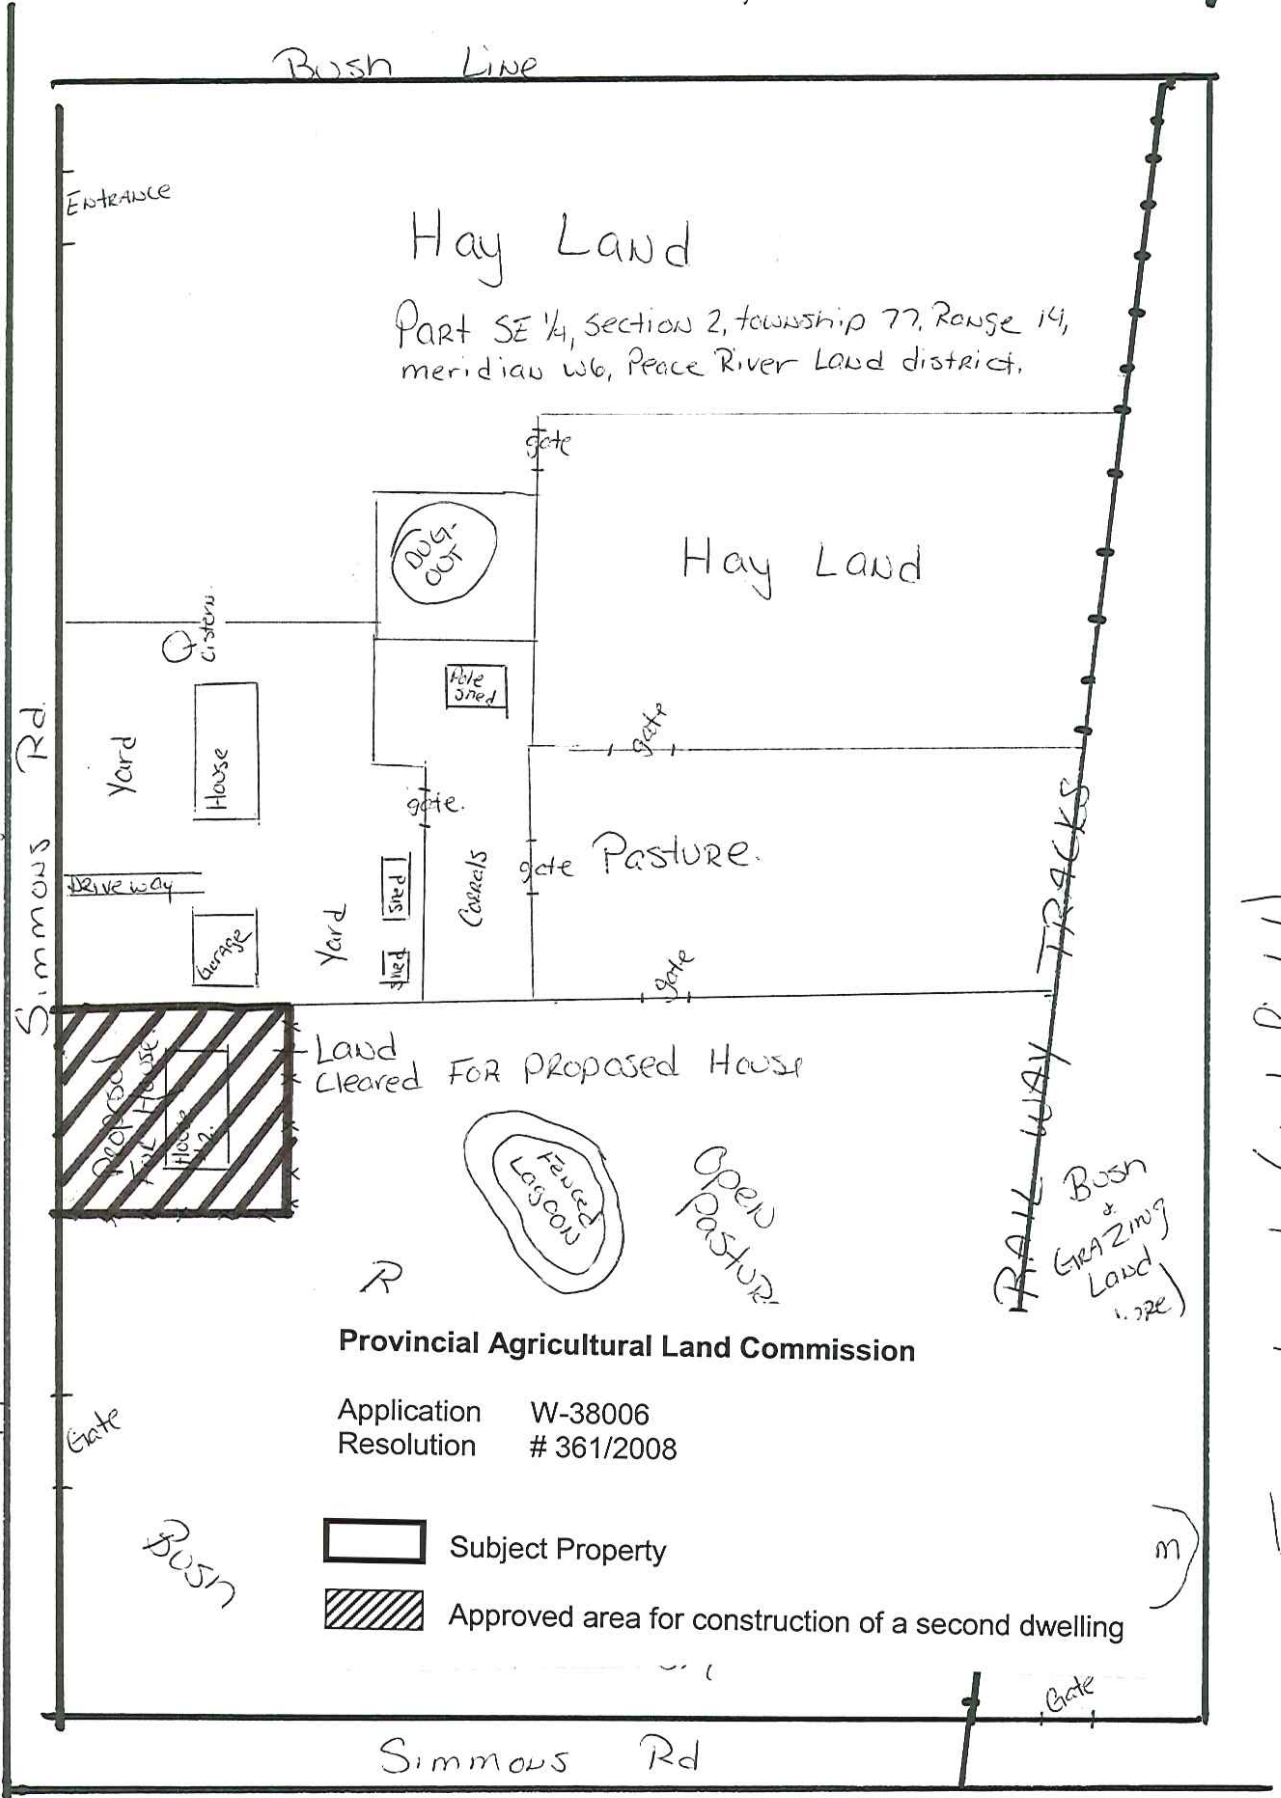 Bush Line
ENTRANCE
Hay Land
Part SE 1/4, Section 2, township 77, Range 14,
meridian W6, Peace River Land district.
gate
DUG-
OUT
Hay Land
Cistern.
Pole
Shed
gate
Simmons Rd.
Yard
House
gate.
Pasture.
gate
Corrals
Shed
Driveway
Yard
Garage
Shed
gate
RAIL WAY TRACKS
Land
Cleared FOR PROPOSED House
Proposal
For House.
House
#2.
Fenced
Lagoon
Open
Pasture
Bush
&
GRAZING
Land
R
Provincial Agricultural Land Commission
Application W-38006
Resolution # 361/2008
Gate
Bush
Subject Property
Approved area for construction of a second dwelling
m
Gate
Simmons Rd